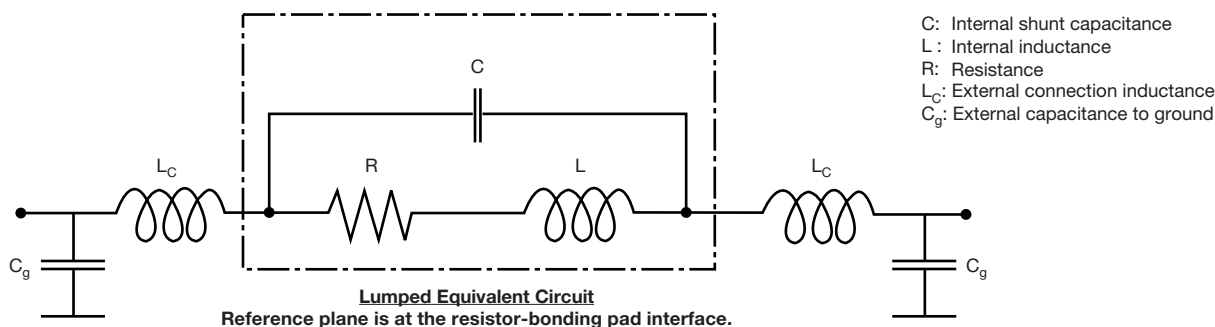 C: Internal shunt capacitance
L : Internal inductance
R: Resistance
LC: External connection inductance
Cg: External capacitance to ground
C
LC
R
L
LC
Cg
Cg
Lumped Equivalent Circuit
Reference plane is at the resistor-bonding pad interface.